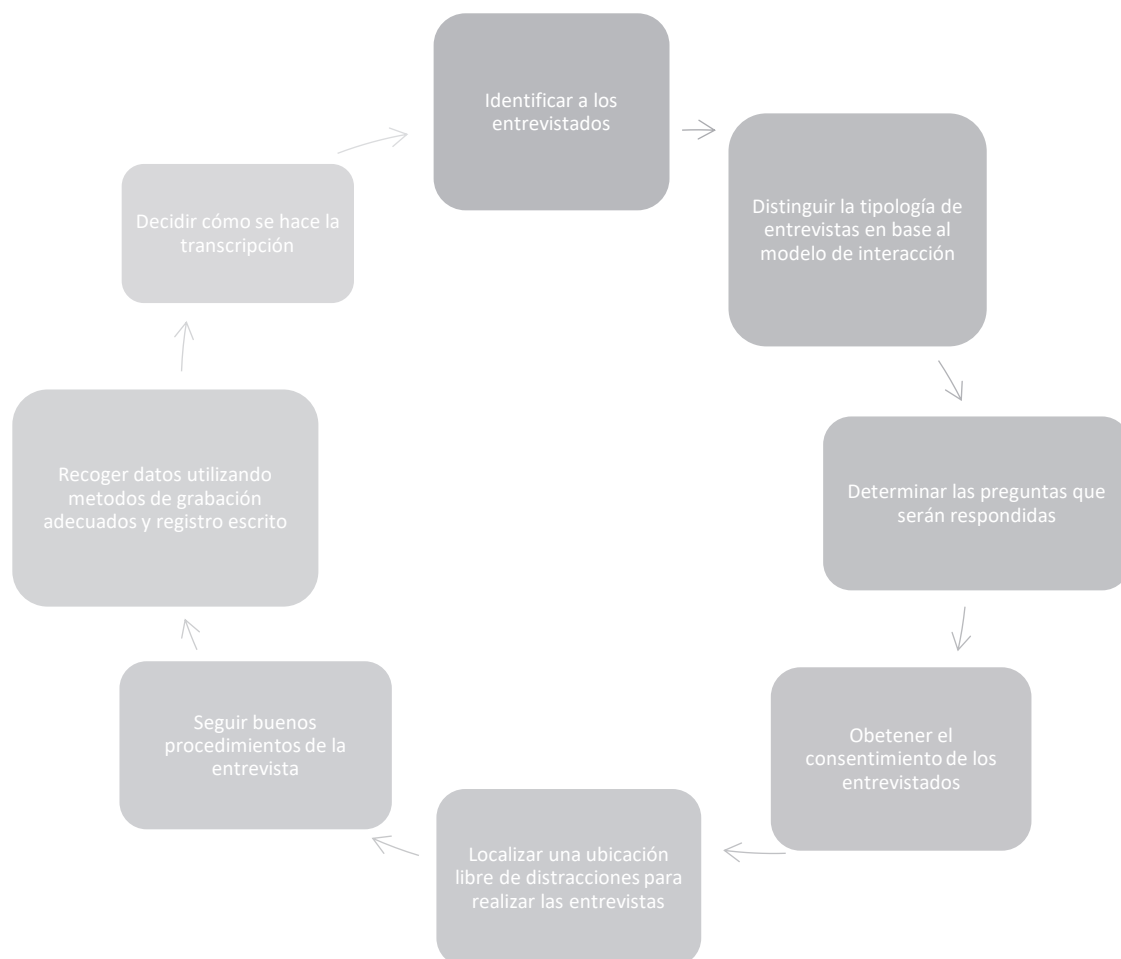 Identificar a los
entrevistados
Distinguir la tipología de
entrevistas en base al
modelo de interacción
Determinar las preguntas que
serán respondidas
Obetener el
consentimiento de los
entrevistados
Localizar una ubicación
libre de distracciones para
realizar las entrevistas
Seguir buenos
procedimientos de la
entrevista
Recoger datos utilizando
metodos de grabación
adecuados y registro escrito
Decidir cómo se hace la
transcripción